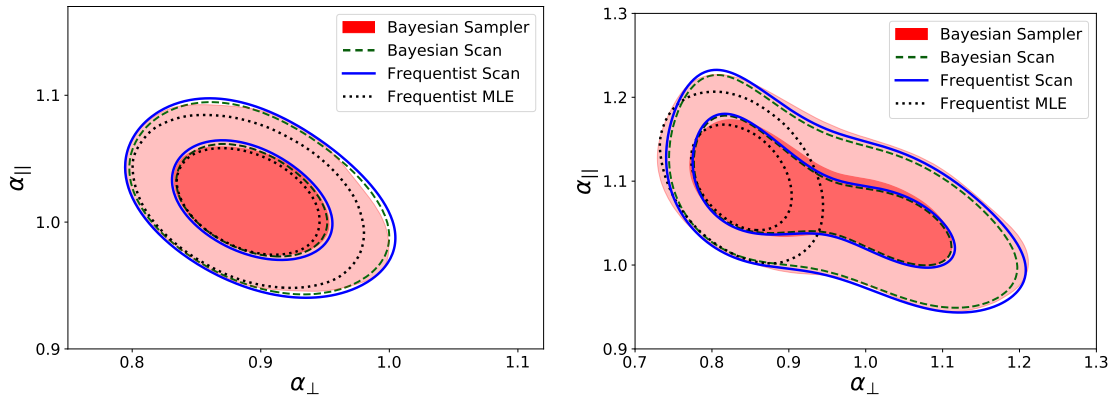 Bayesian Sampler
Bayesian Scan
Frequentist Scan
Frequentist MLE
1.1
1.0
0.9
α||
0.8 0.9 1.0 1.1
α⊥
1.3
1.2
1.1
1.0
0.9
α||
Bayesian Sampler
Bayesian Scan
Frequentist Scan
Frequentist MLE
0.7 0.8 0.9 1.0 1.1 1.2 1.3
α⊥